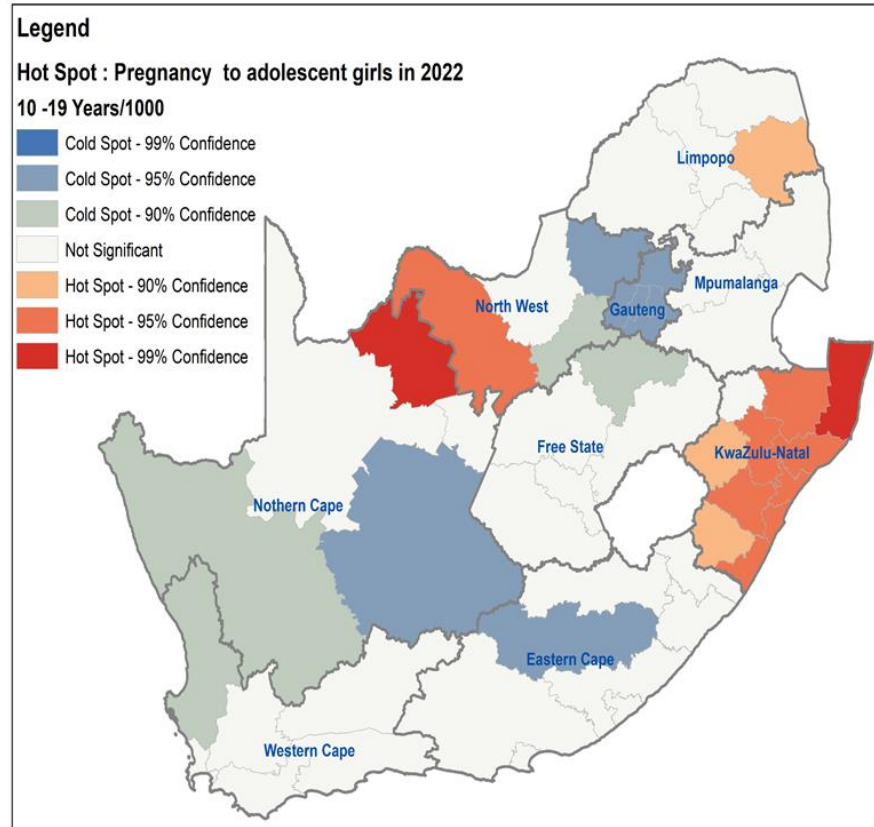 Legend
Hot Spot : Pregnancy to adolescent girls in 2022
10 -19 Years/1000
Cold Spot - 99% Confidence
Cold Spot - 95% Confidence
Cold Spot - 90% Confidence
Not Significant
Hot Spot - 90% Confidence
Hot Spot - 95% Confidence
Hot Spot - 99% Confidence
Limpopo
Mpumalanga
North West
Gauteng
Free State
KwaZulu-Natal
Nothern Cape
Eastern Cape
Western Cape